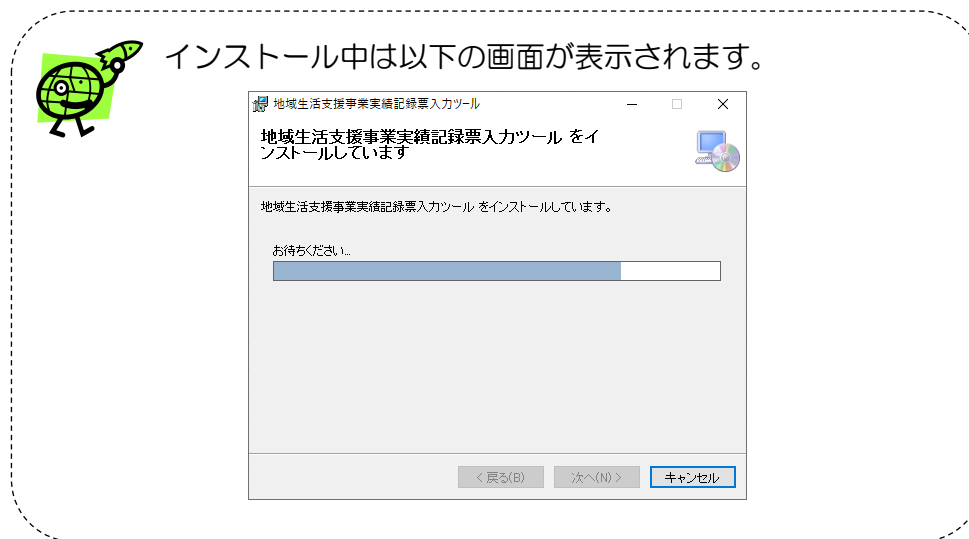 インストール中は以下の画面が表示されます。
地域生活支援事業実績記録票入力ツール
地域生活支援事業実績記録票入力ツール をイ
ンストールしています
地域生活支援事業実績記録票入力ツール をインストールしています。
お待ちください...
< 戻る(B)
次へ(N) >
キャンセル